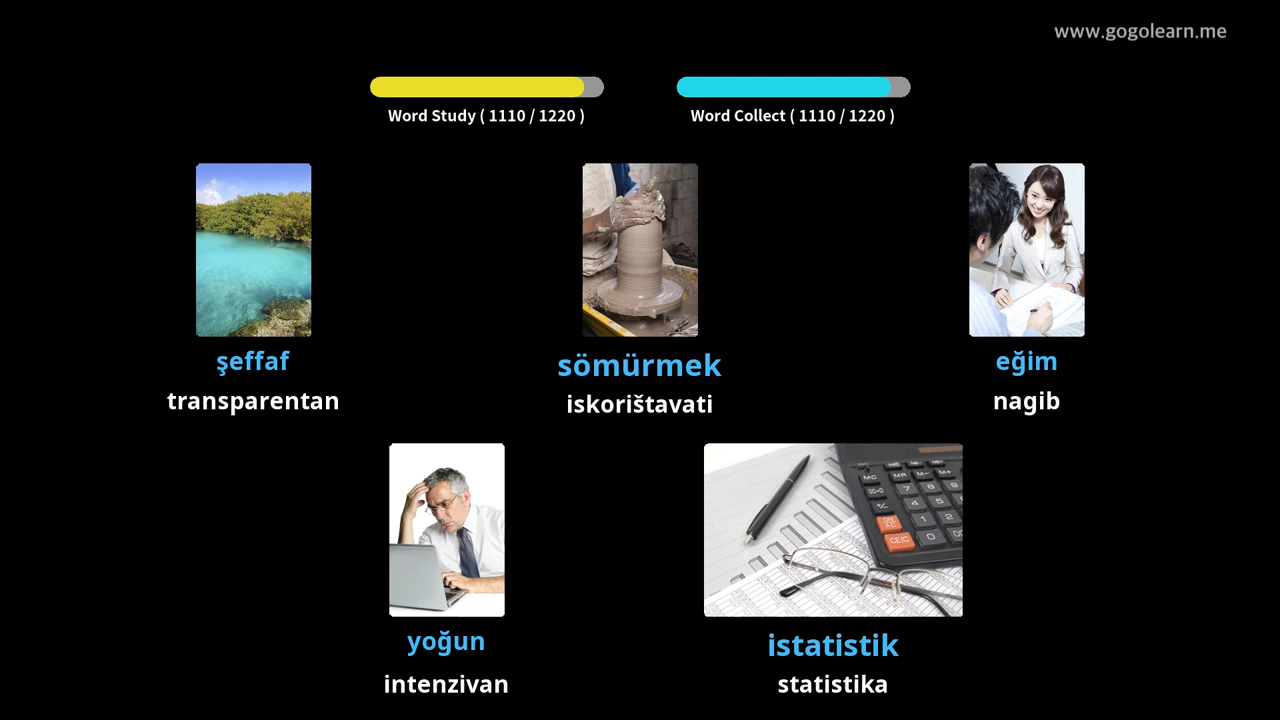 www.gogolearn.me
Word Study ( 1110 / 1220 )
Word Collect ( 1110 / 1220 )
şeffaf
transparentan
sömürmek
iskorištavati
eğim
nagib
yoğun
intenzivan
istatistik
statistika